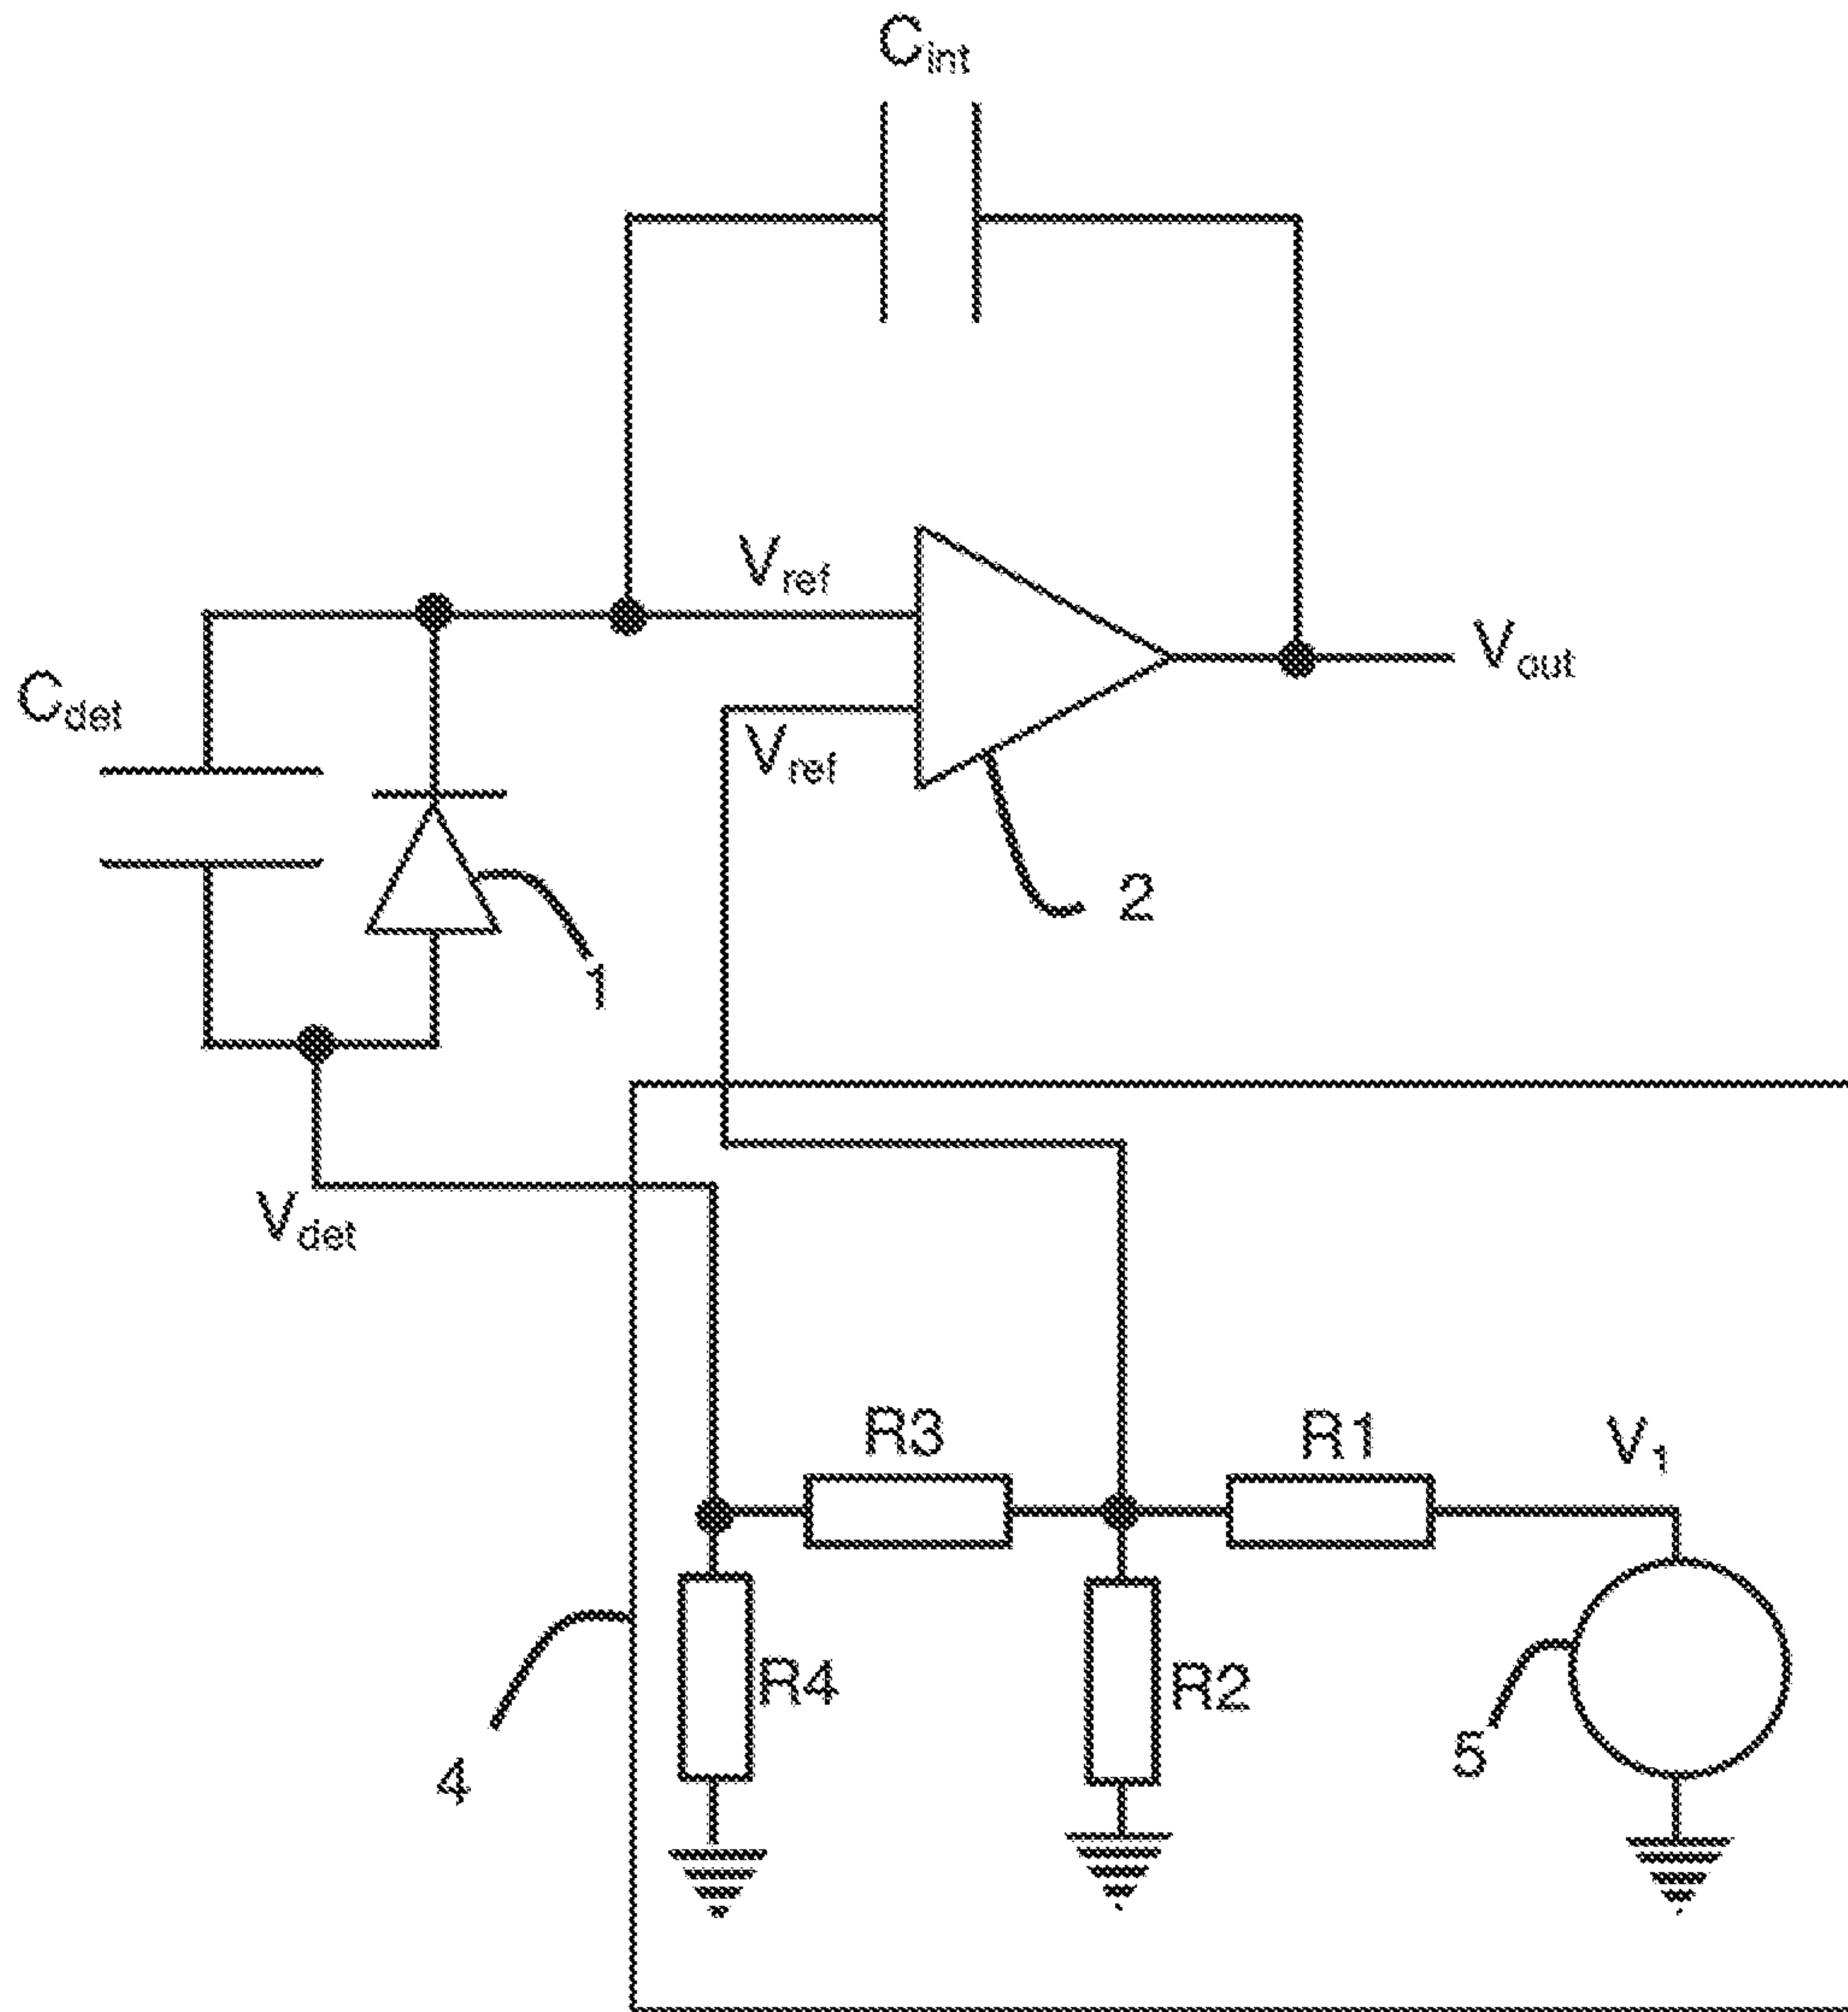 C_int
V_ref
V_out
C_det
V_ref
2
1
V_det
R3
R1
V_1
R4
R2
5
4